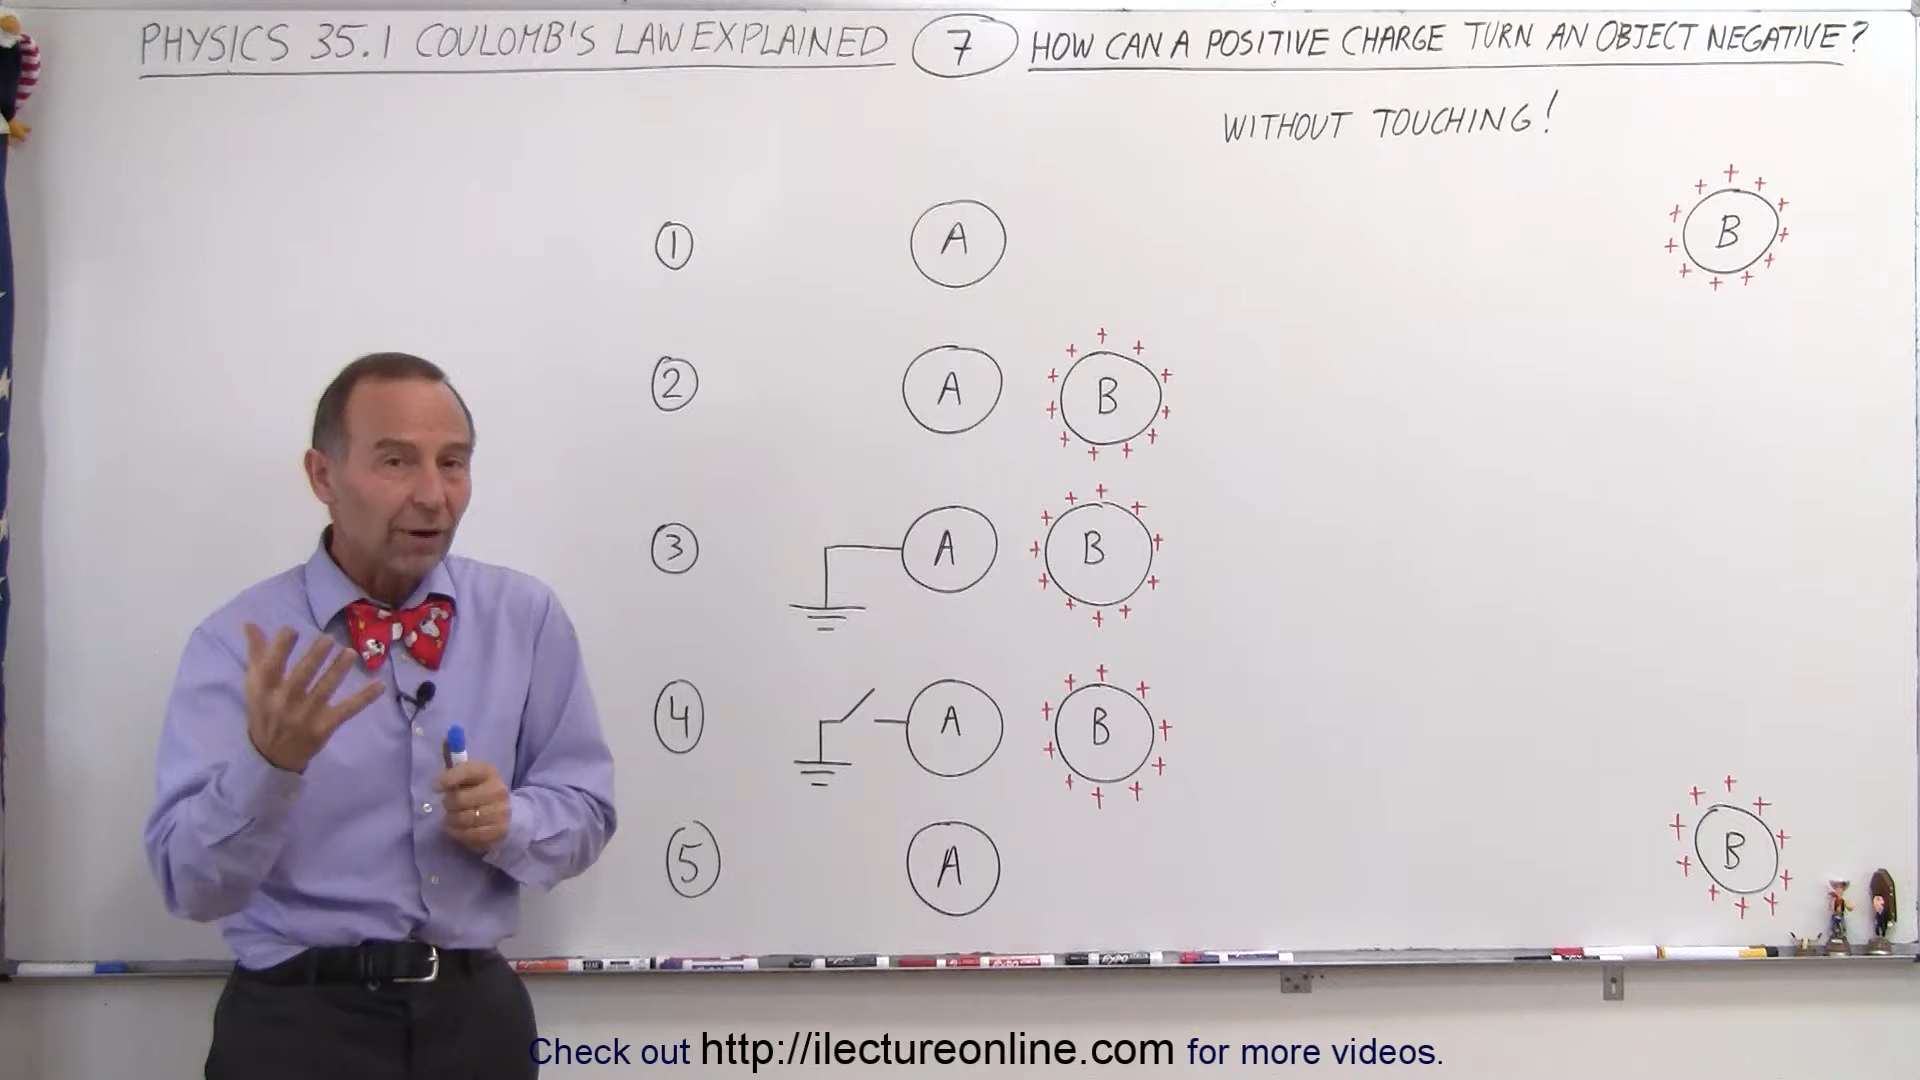 PHYSICS 35.1 COULOMB'S LAW EXPLAINED 7 HOW CAN A POSITIVE CHARGE TURN AN OBJECT NEGATIVE?
WITHOUT TOUCHING!
1 A B
2 A B
3 A B
4 A B
5 A B
EXPO
Check out http://ilectureonline.com for more videos.